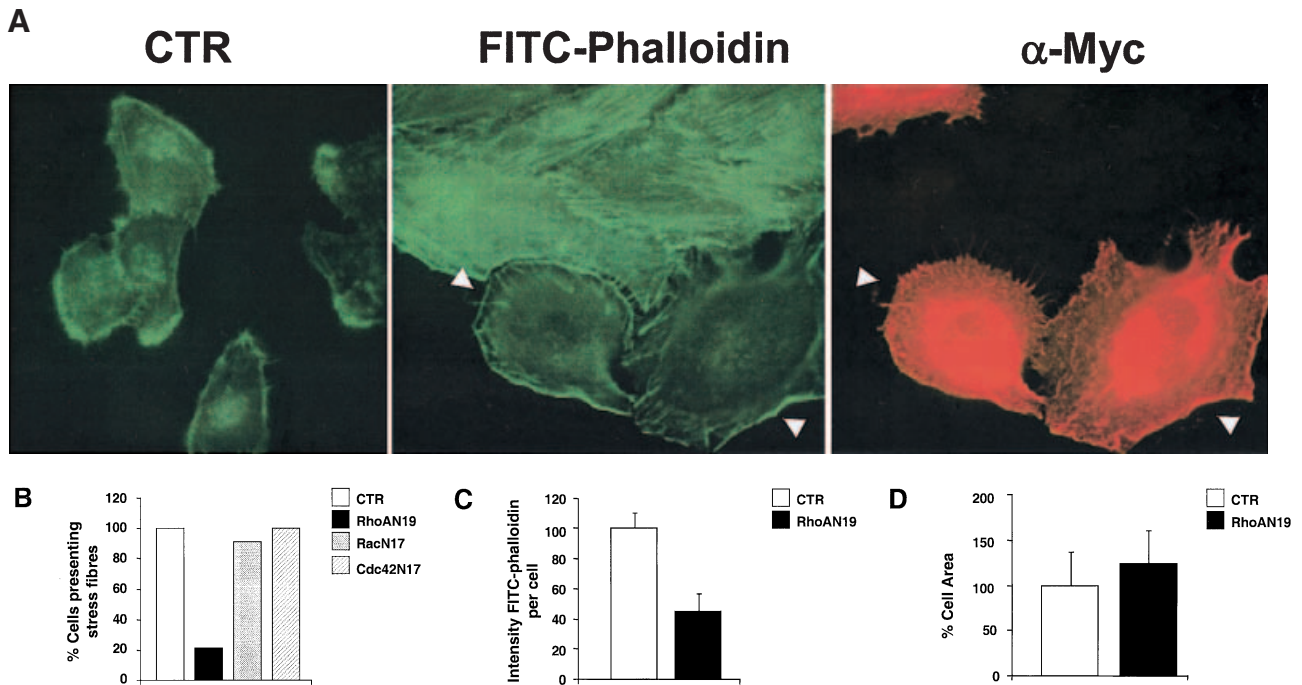 A
CTR
FITC-Phalloidin
α-Myc
B
% Cells presenting
stress fibres
120
100
80
60
40
20
0
CTR
RhoAN19
RacN17
Cdc42N17
C
Intensity FITC-phalloidin
per cell
120
100
80
60
40
20
0
CTR
RhoAN19
D
% Cell Area
200
150
100
50
0
CTR
RhoAN19